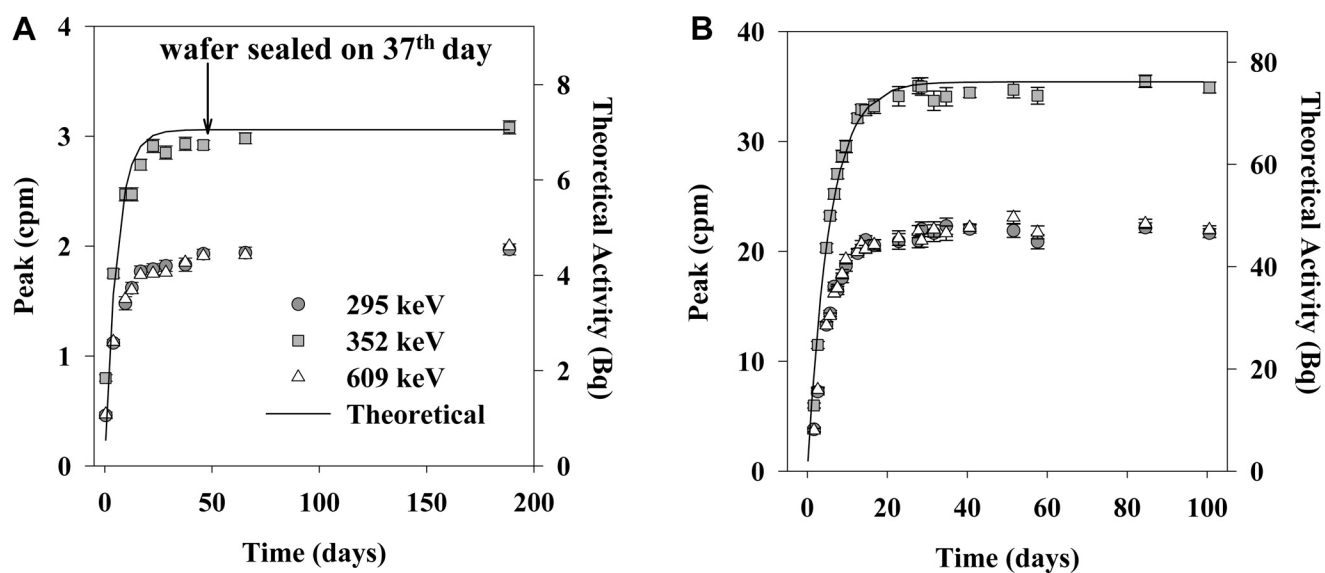 A
wafer sealed on 37th day
4
3
2
1
0
Peak (cpm)
8
6
4
2
0
Theoretical Activity (Bq)
295 keV
352 keV
609 keV
Theoretical
0 50 100 150 200
Time (days)
B
40
30
20
10
0
Peak (cpm)
80
60
40
20
0
Theoretical Activity (Bq)
0 20 40 60 80 100
Time (days)